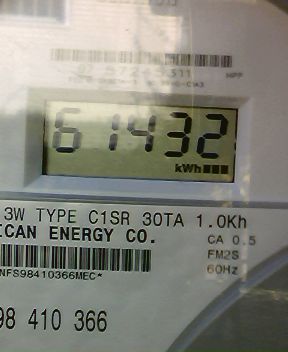 61432
kWh
3W TYPE C1SR 30TA 1.0Kh
ICAN ENERGY CO.
CA 0.5
FM2S
60Hz
NFS98410366MEC*
98 410 366